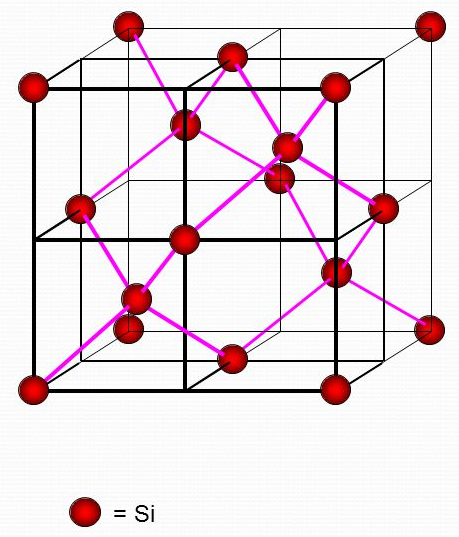 = Si